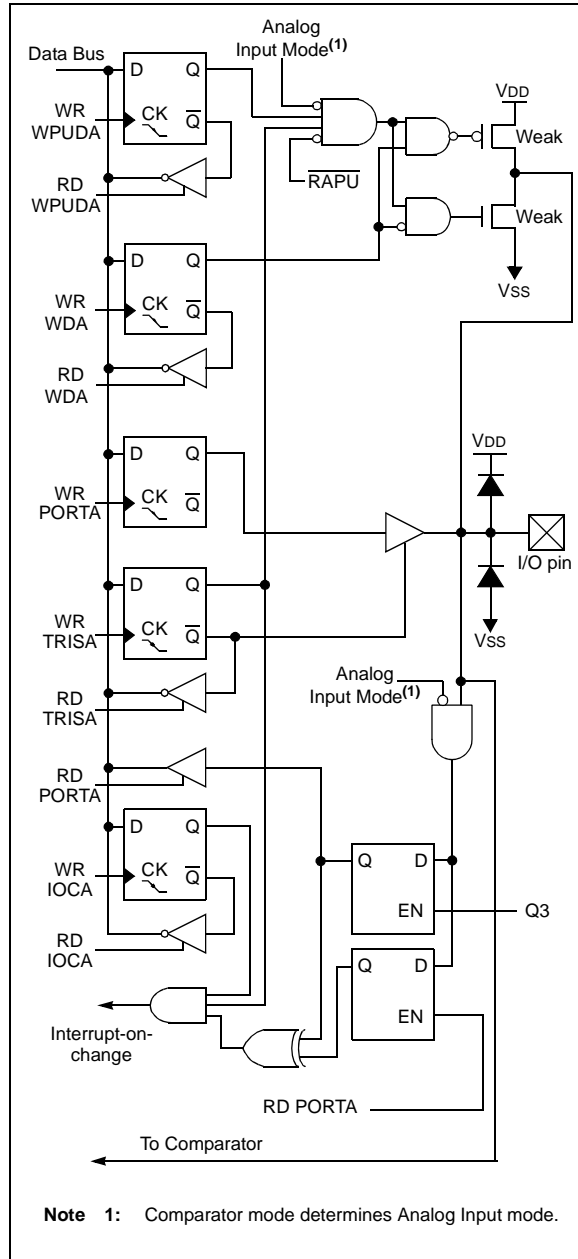 Analog
Input Mode(1)
Data Bus
D Q
VDD
WR
WPUDA
CK
Q
Weak
RD
WPUDA
RAPU
Weak
VSS
D Q
WR
WDA
CK
Q
RD
WDA
D Q
VDD
WR
PORTA
CK
Q
I/O pin
D Q
VSS
WR
TRISA
CK
Q
Analog
Input Mode(1)
RD
TRISA
RD
PORTA
D Q
Q D
WR
IOCA
CK
Q
EN
Q3
RD
IOCA
Q D
EN
Interrupt-on-
change
RD PORTA
To Comparator
Note 1: Comparator mode determines Analog Input mode.